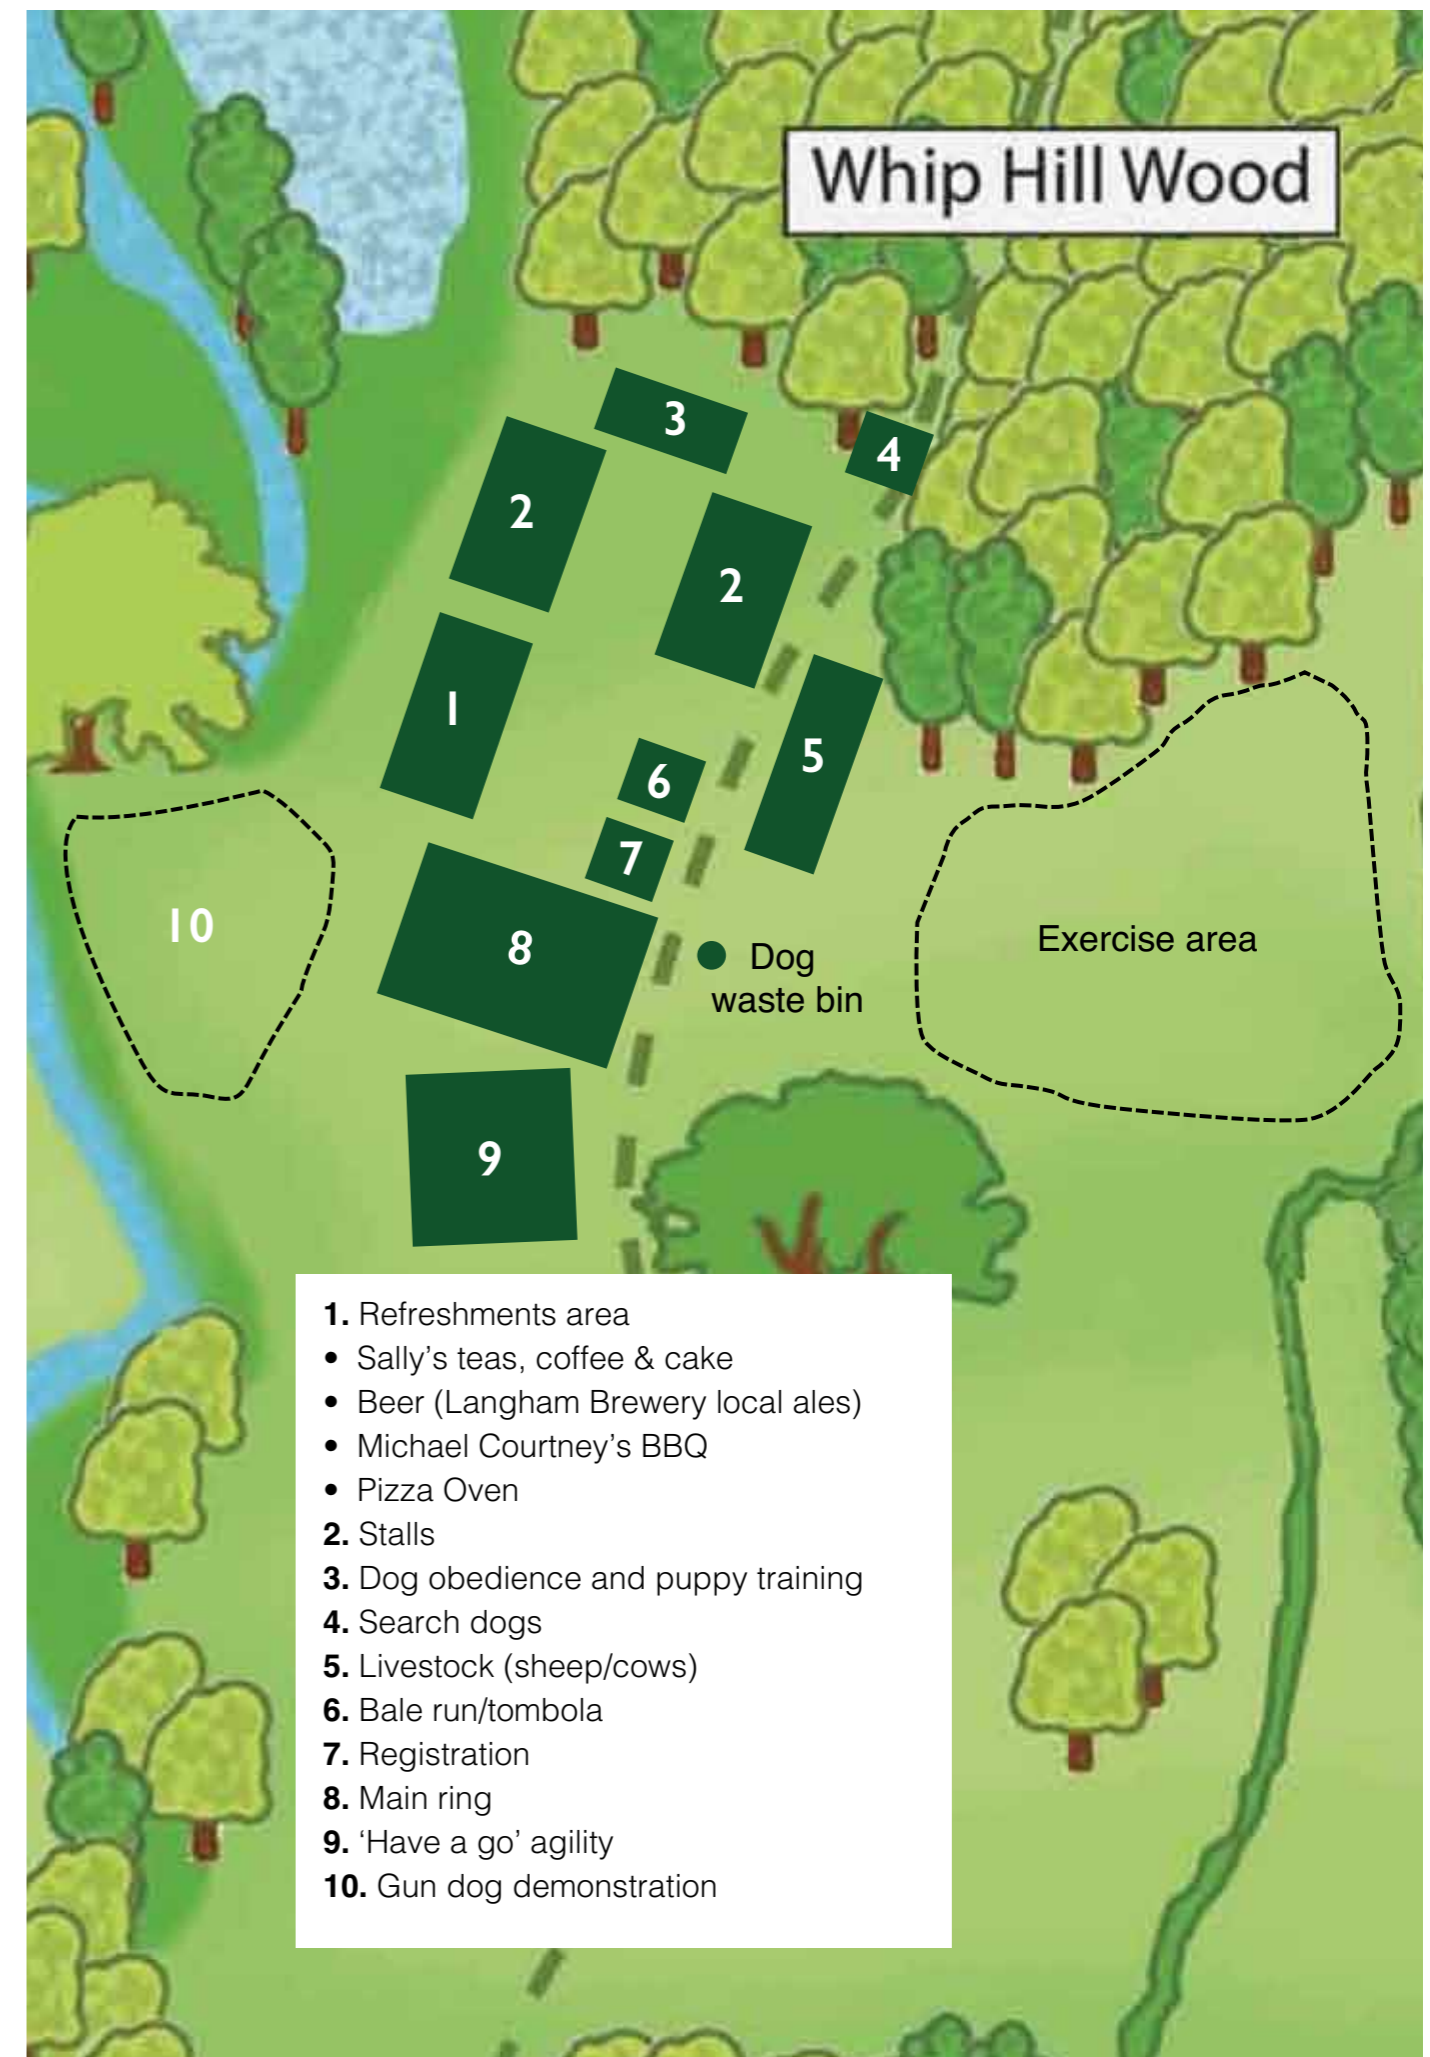 Whip Hill Wood
3
4
2
2
1
5
6
7
10
8
Exercise area
Dog
waste bin
9
1. Refreshments area
• Sally’s teas, coffee & cake
• Beer (Langham Brewery local ales)
• Michael Courtney’s BBQ
• Pizza Oven
2. Stalls
3. Dog obedience and puppy training
4. Search dogs
5. Livestock (sheep/cows)
6. Bale run/tombola
7. Registration
8. Main ring
9. ‘Have a go’ agility
10. Gun dog demonstration